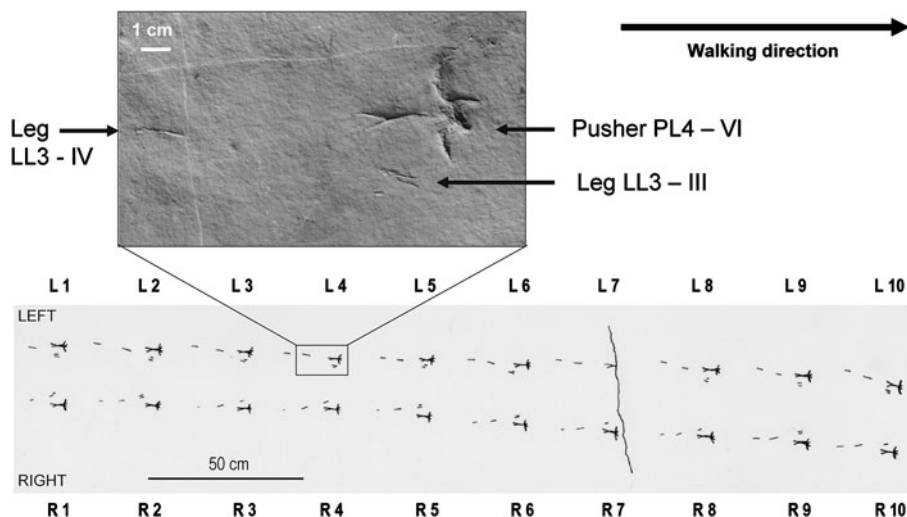 1 cm
Walking direction
Leg
LL3 - IV
Pusher PL4 – VI
Leg LL3 – III
L 1 L 2 L 3 L 4 L 5 L 6 L 7 L 8 L 9 L 10
LEFT
50 cm
RIGHT
R 1 R 2 R 3 R 4 R 5 R 6 R 7 R 8 R 9 R 10